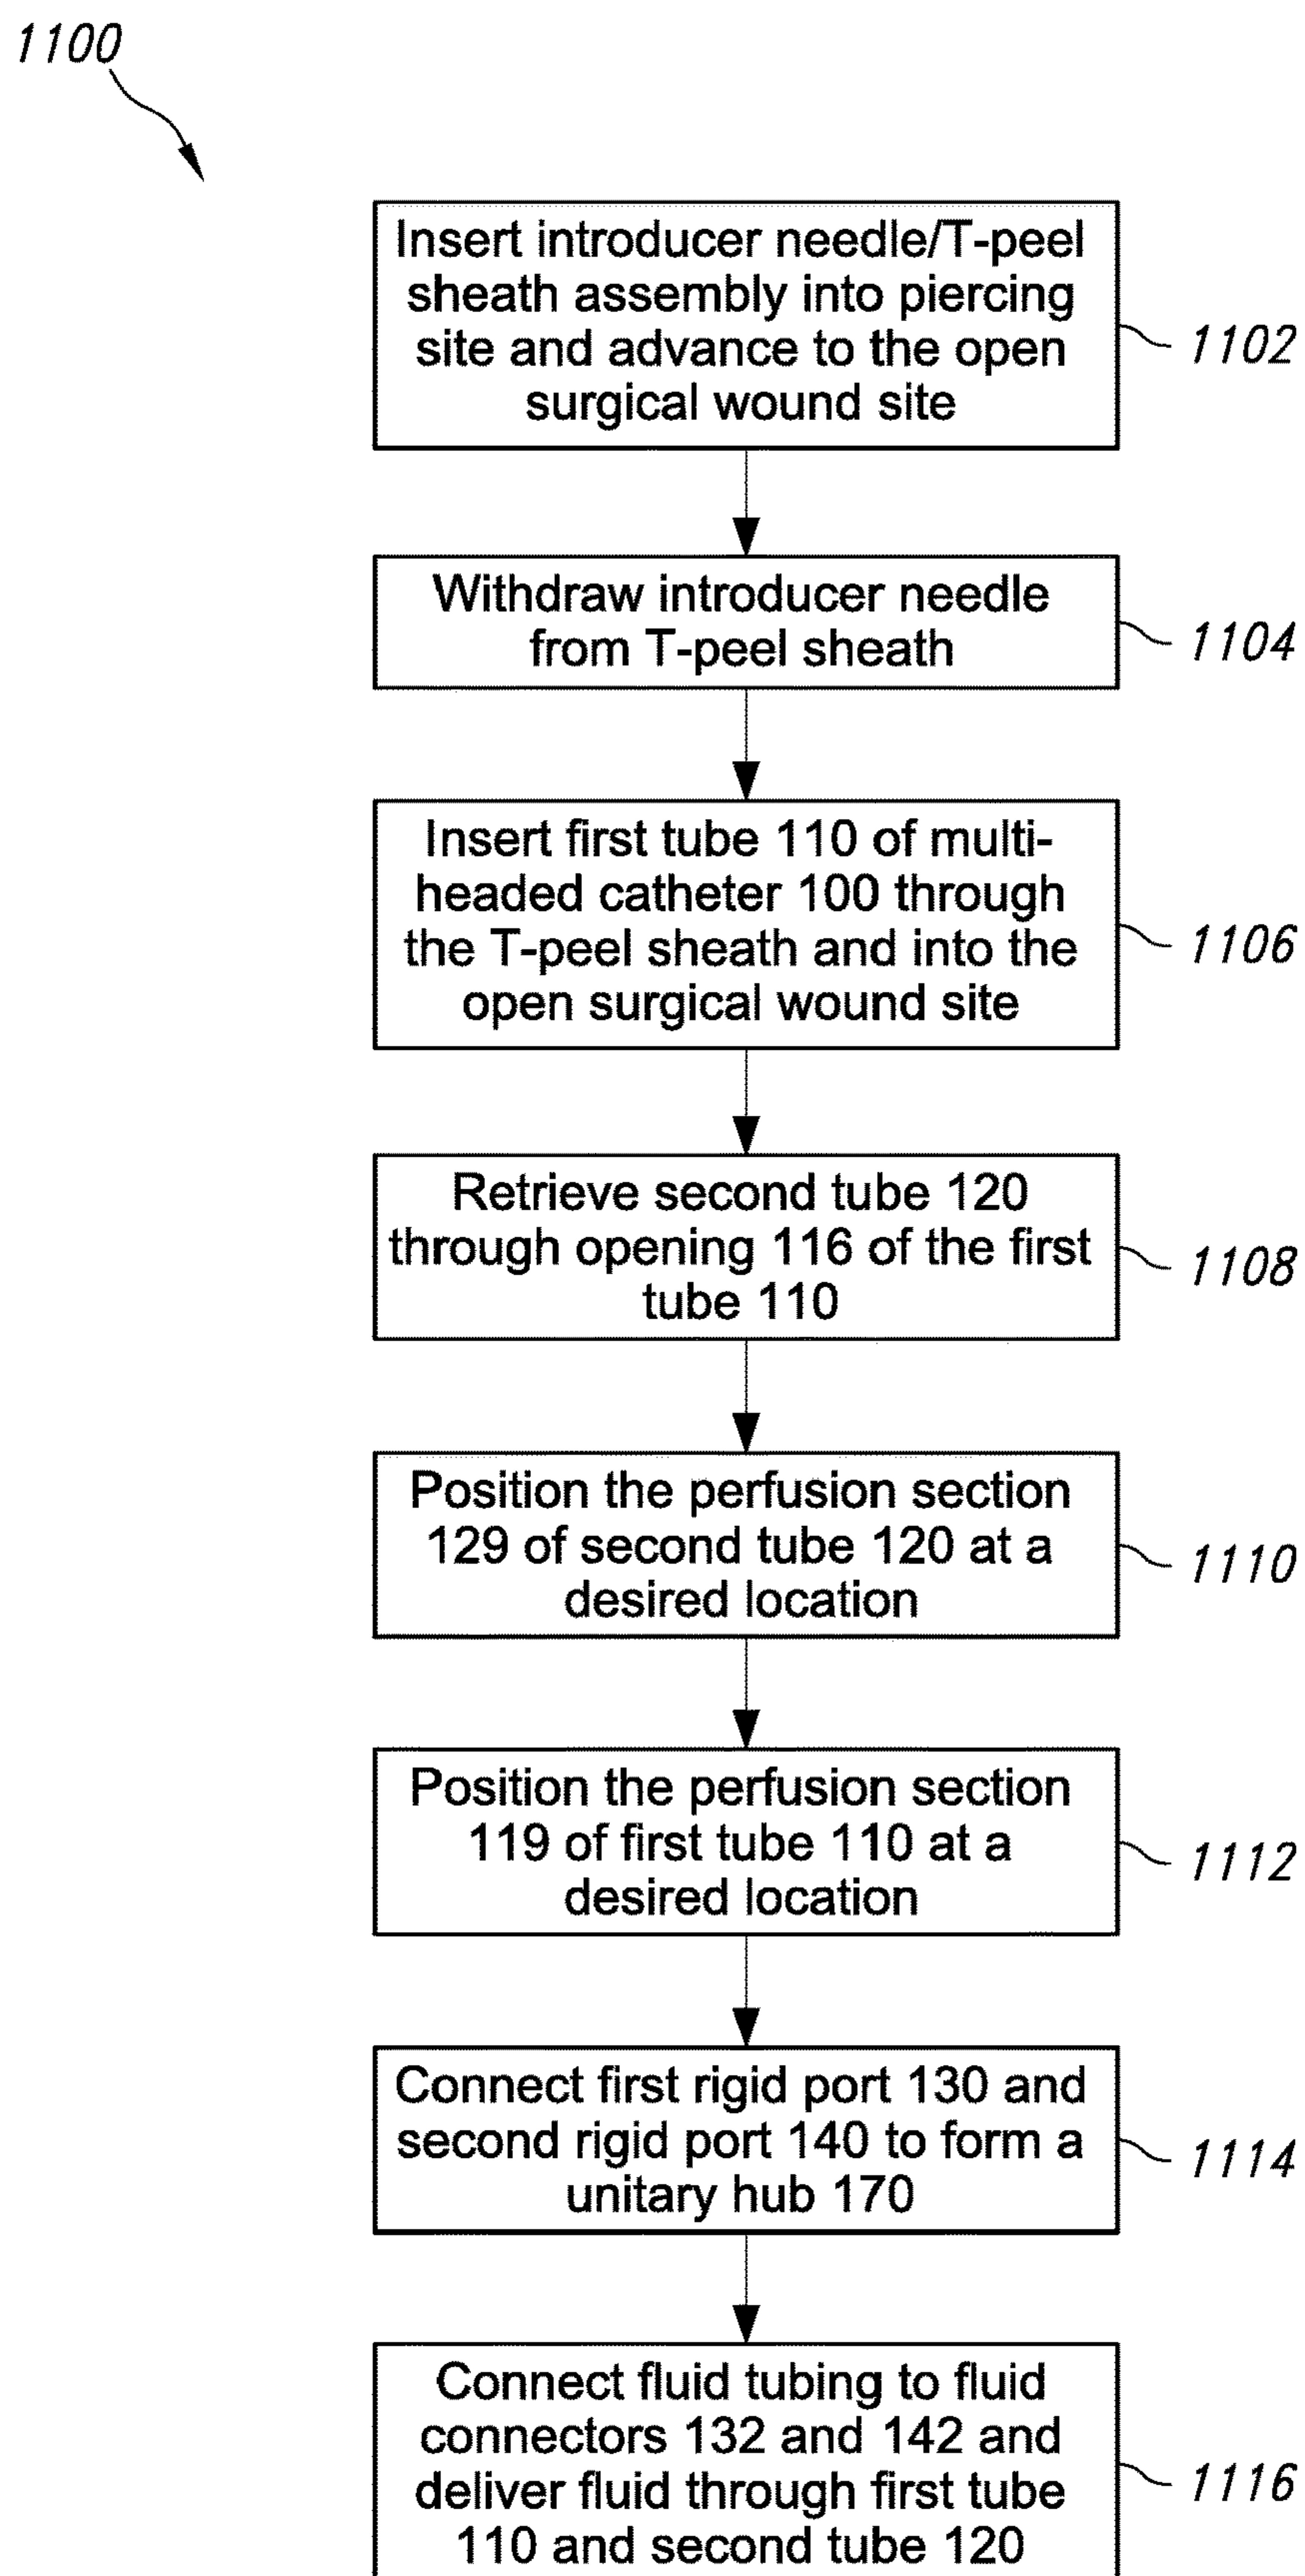 1100
Insert introducer needle/T-peel
sheath assembly into piercing
site and advance to the open
surgical wound site
1102
Withdraw introducer needle
from T-peel sheath
1104
Insert first tube 110 of multi-
headed catheter 100 through
the T-peel sheath and into the
open surgical wound site
1106
Retrieve second tube 120
through opening 116 of the first
tube 110
1108
Position the perfusion section
129 of second tube 120 at a
desired location
1110
Position the perfusion section
119 of first tube 110 at a
desired location
1112
Connect first rigid port 130 and
second rigid port 140 to form a
unitary hub 170
1114
Connect fluid tubing to fluid
connectors 132 and 142 and
deliver fluid through first tube
110 and second tube 120
1116